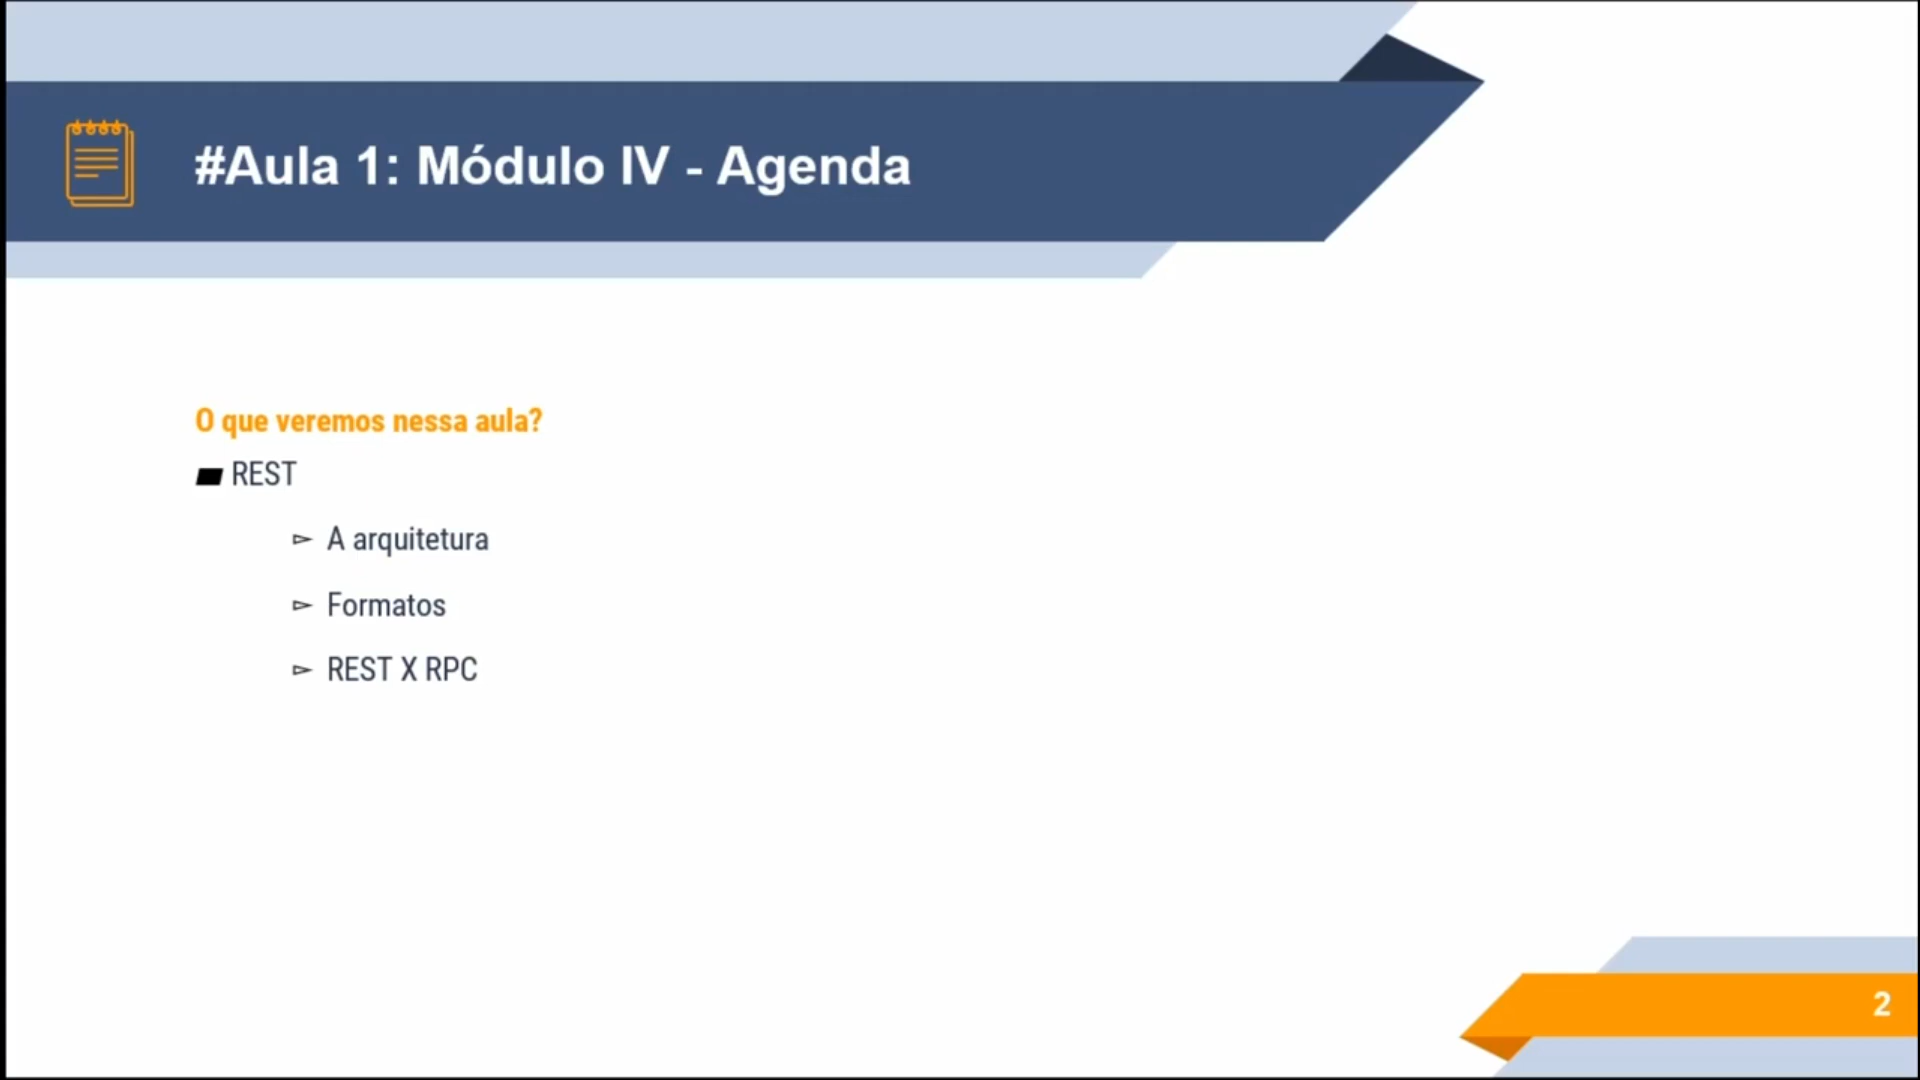 #Aula 1: Módulo IV - Agenda
O que veremos nessa aula?
REST
A arquitetura
Formatos
REST X RPC
2